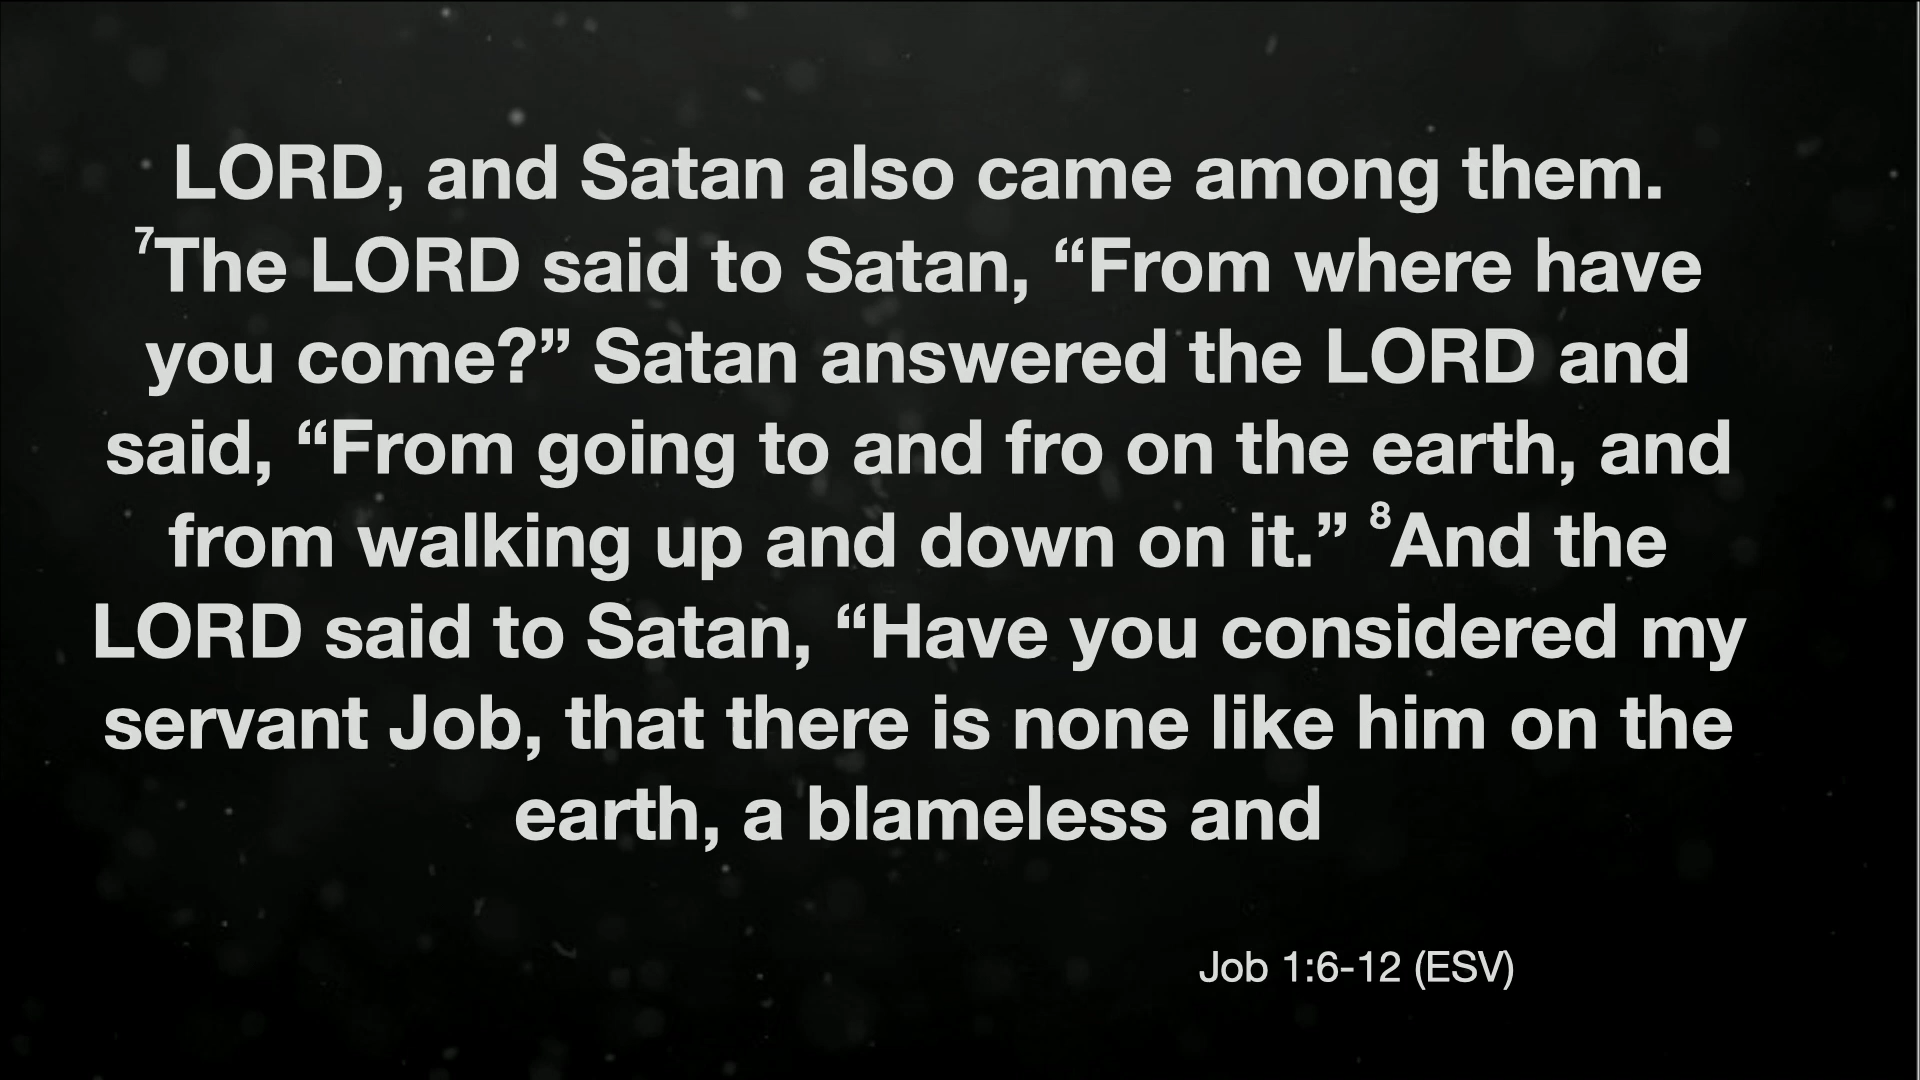 LORD, and Satan also came among them.
⁷The LORD said to Satan, “From where have
you come?” Satan answered the LORD and
said, “From going to and fro on the earth, and
from walking up and down on it.” ⁸And the
LORD said to Satan, “Have you considered my
servant Job, that there is none like him on the
earth, a blameless and
Job 1:6-12 (ESV)